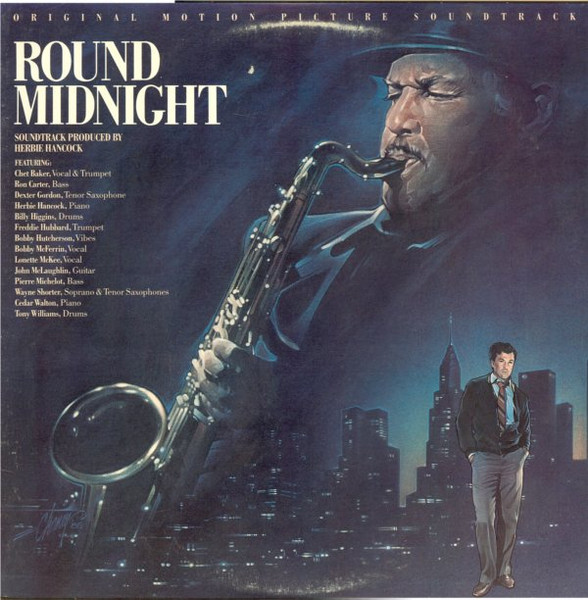 ORIGINAL MOTION PICTURE SOUNDTRACK
ROUND
MIDNIGHT
SOUNDTRACK PRODUCED BY
HERBIE HANCOCK
FEATURING:
Chet Baker, Vocal & Trumpet
Ron Carter, Bass
Dexter Gordon, Tenor Saxophone
Herbie Hancock, Piano
Billy Higgins, Drums
Freddie Hubbard, Trumpet
Bobby Hutcherson, Vibes
Bobby McFerrin, Vocal
Lonette McKee, Vocal
John McLaughlin, Guitar
Pierre Michelot, Bass
Wayne Shorter, Soprano & Tenor Saxophones
Cedar Walton, Piano
Tony Williams, Drums